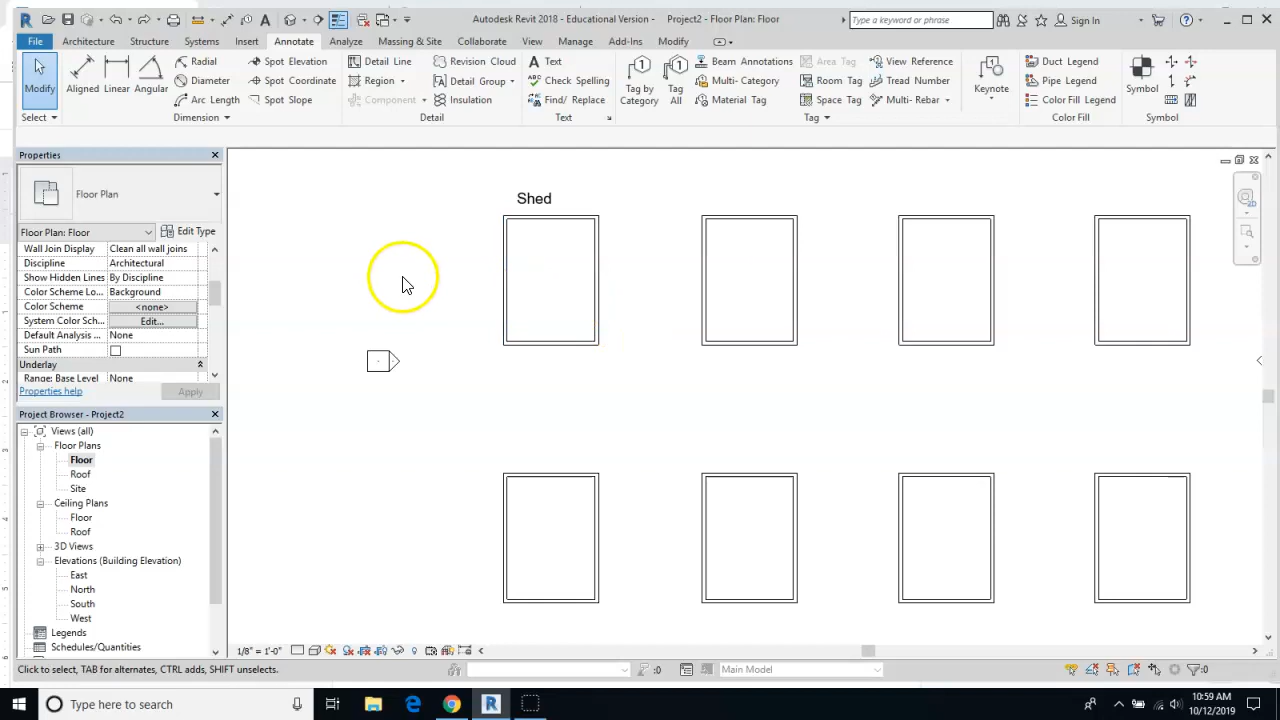 Autodesk Revit 2018 - Educational Version - Project2 - Floor Plan: Floor
Type a keyword or phrase
Sign In
File Architecture Structure Systems Insert Annotate Analyze Massing & Site Collaborate View Manage Add-Ins Modify
Modify
Select
Aligned Linear Angular
Radial
Diameter
Arc Length
Spot Elevation
Spot Coordinate
Spot Slope
Dimension
Detail Line
Region
Component
Revision Cloud
Detail Group
Insulation
Detail
Text
Check Spelling
Find/ Replace
Text
Tag by
Category
Tag
All
Beam Annotations
Multi- Category
Material Tag
Area Tag
Room Tag
Space Tag
View Reference
Tread Number
Multi- Rebar
Tag
Keynote
Duct Legend
Pipe Legend
Color Fill Legend
Color Fill
Symbol
Symbol
Properties
Floor Plan
Floor Plan: Floor
Edit Type
Wall Join Display Clean all wall joins
Discipline Architectural
Show Hidden Lines By Discipline
Color Scheme Lo... Background
Color Scheme <none>
System Color Sch... Edit...
Default Analysis ... None
Sun Path
Underlay
Range: Base Level None
Properties help
Apply
Project Browser - Project2
Views (all)
Floor Plans
Floor
Roof
Site
Ceiling Plans
Floor
Roof
3D Views
Elevations (Building Elevation)
East
North
South
West
Legends
Schedules/Quantities
Shed
2D
1/8" = 1'-0"
Click to select, TAB for alternates, CTRL adds, SHIFT unselects.
:0
Main Model
:0
Type here to search
10:59 AM
10/12/2019